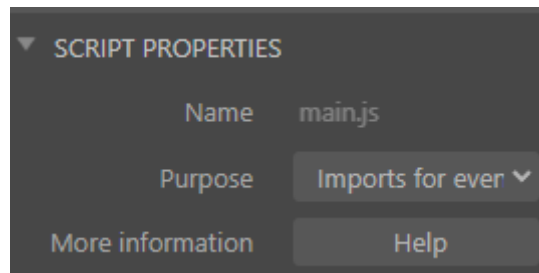 SCRIPT PROPERTIES
Name main.js
Purpose Imports for ever
More information Help